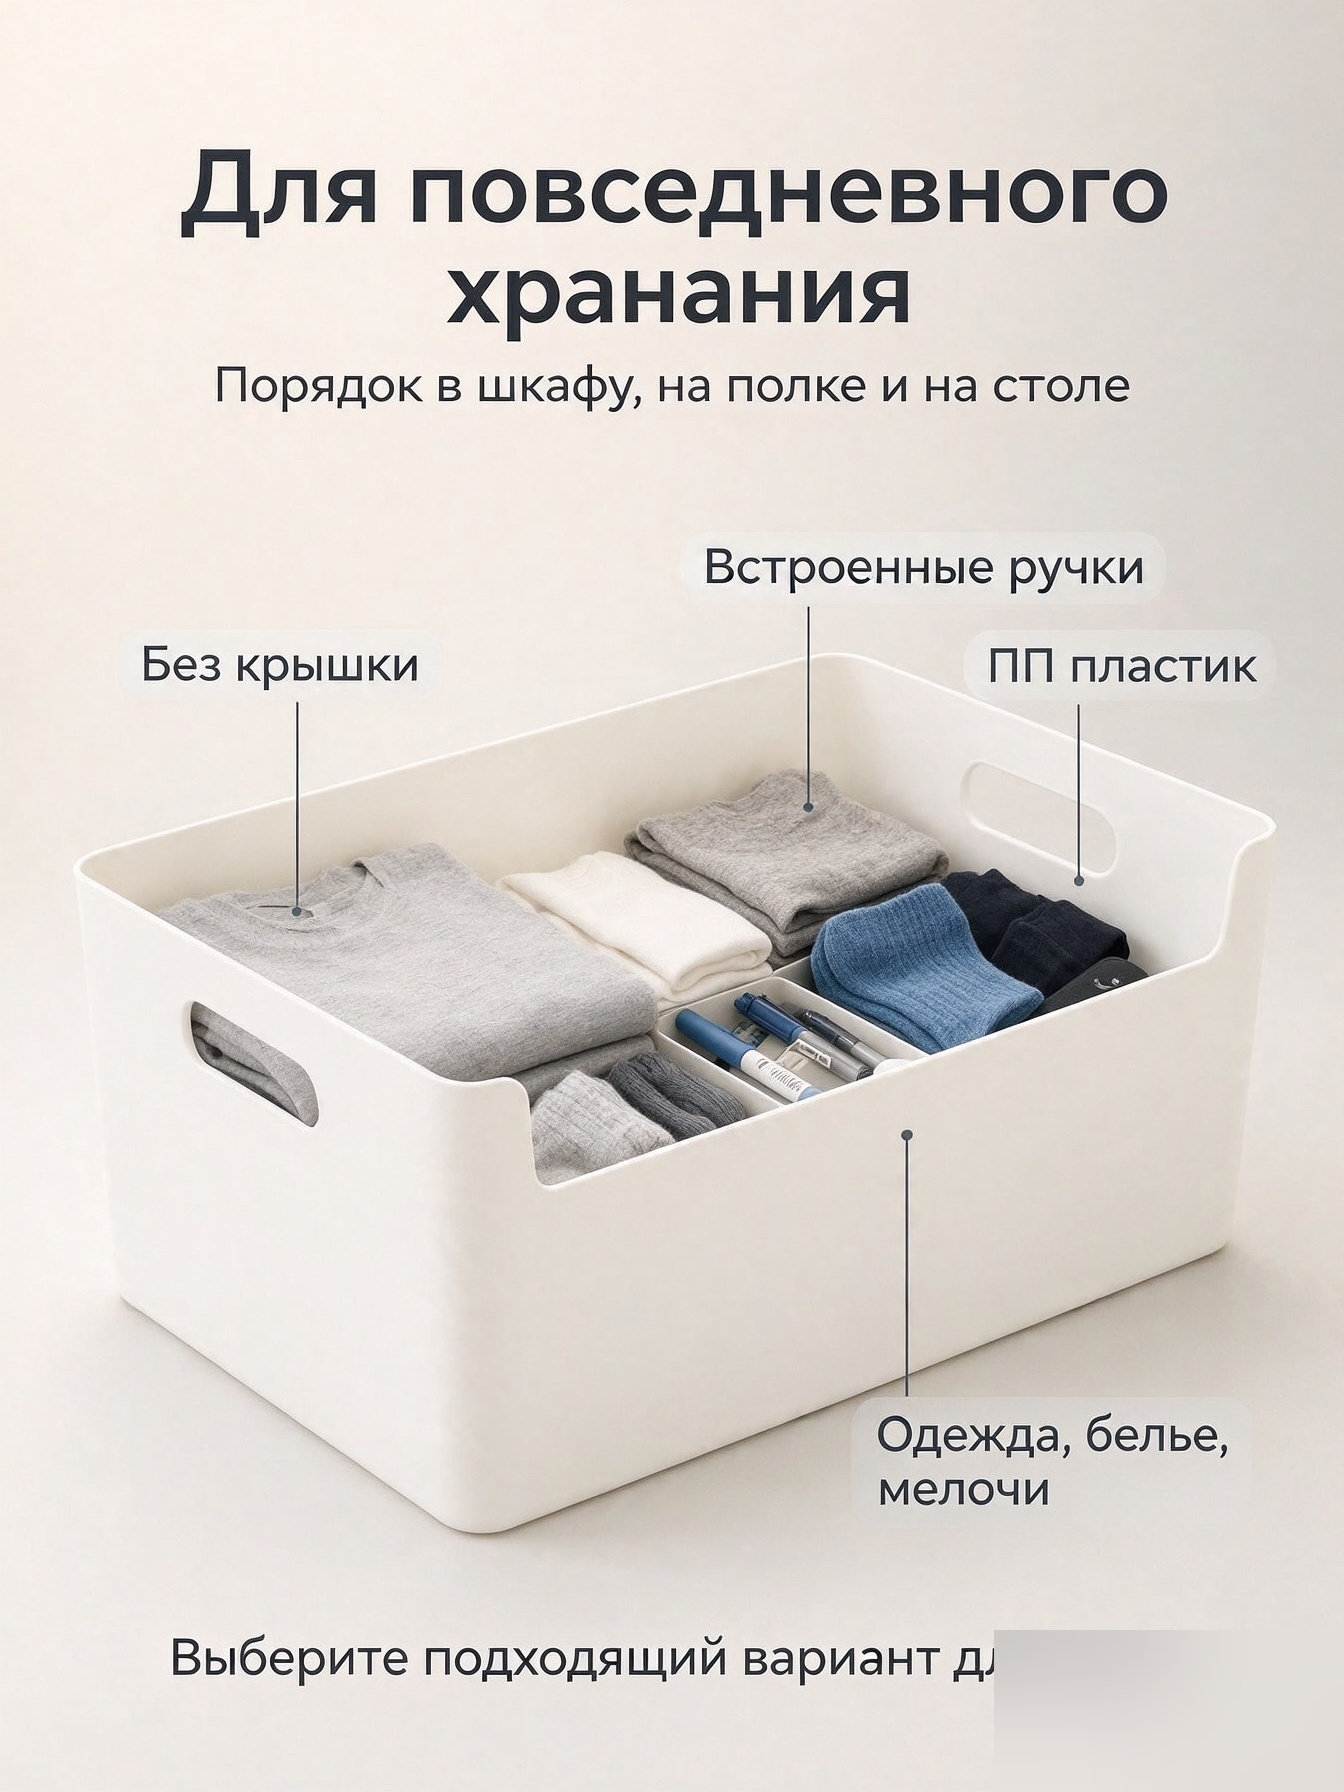 Для повседневного
хранания
Порядок в шкафу, на полке и на столе
Встроенные ручки
Без крышки
ПП пластик
Одежда, белье,
мелочи
Выберите подходящий вариант